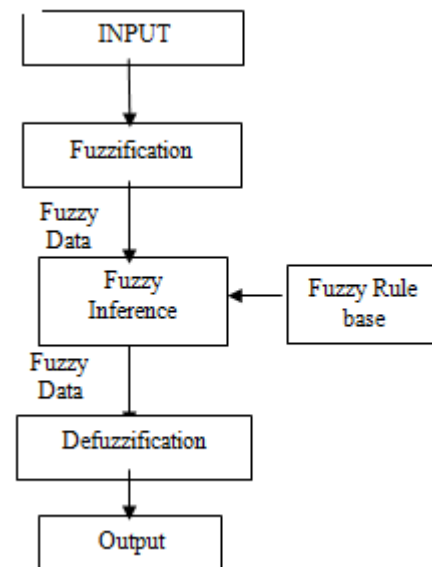 INPUT
Fuzzification
Fuzzy
Data
Fuzzy
Inference
Fuzzy Rule
base
Fuzzy
Data
Defuzzification
Output